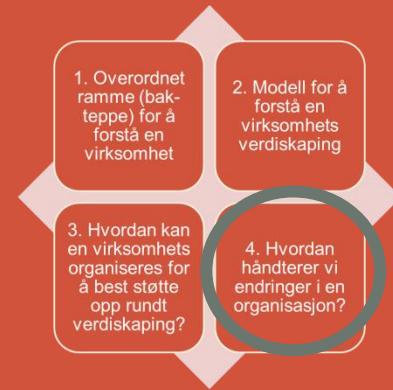 1. Overordnet
ramme (bak-
teppe) for å
forstå en
virksomhet
2. Modell for å
forstå en
virksomhets
verdiskaping
3. Hvordan kan
en virksomhets
organiseres for
å best støtte
opp rundt
verdiskaping?
4. Hvordan
håndterer vi
endringer i en
organisasjon?